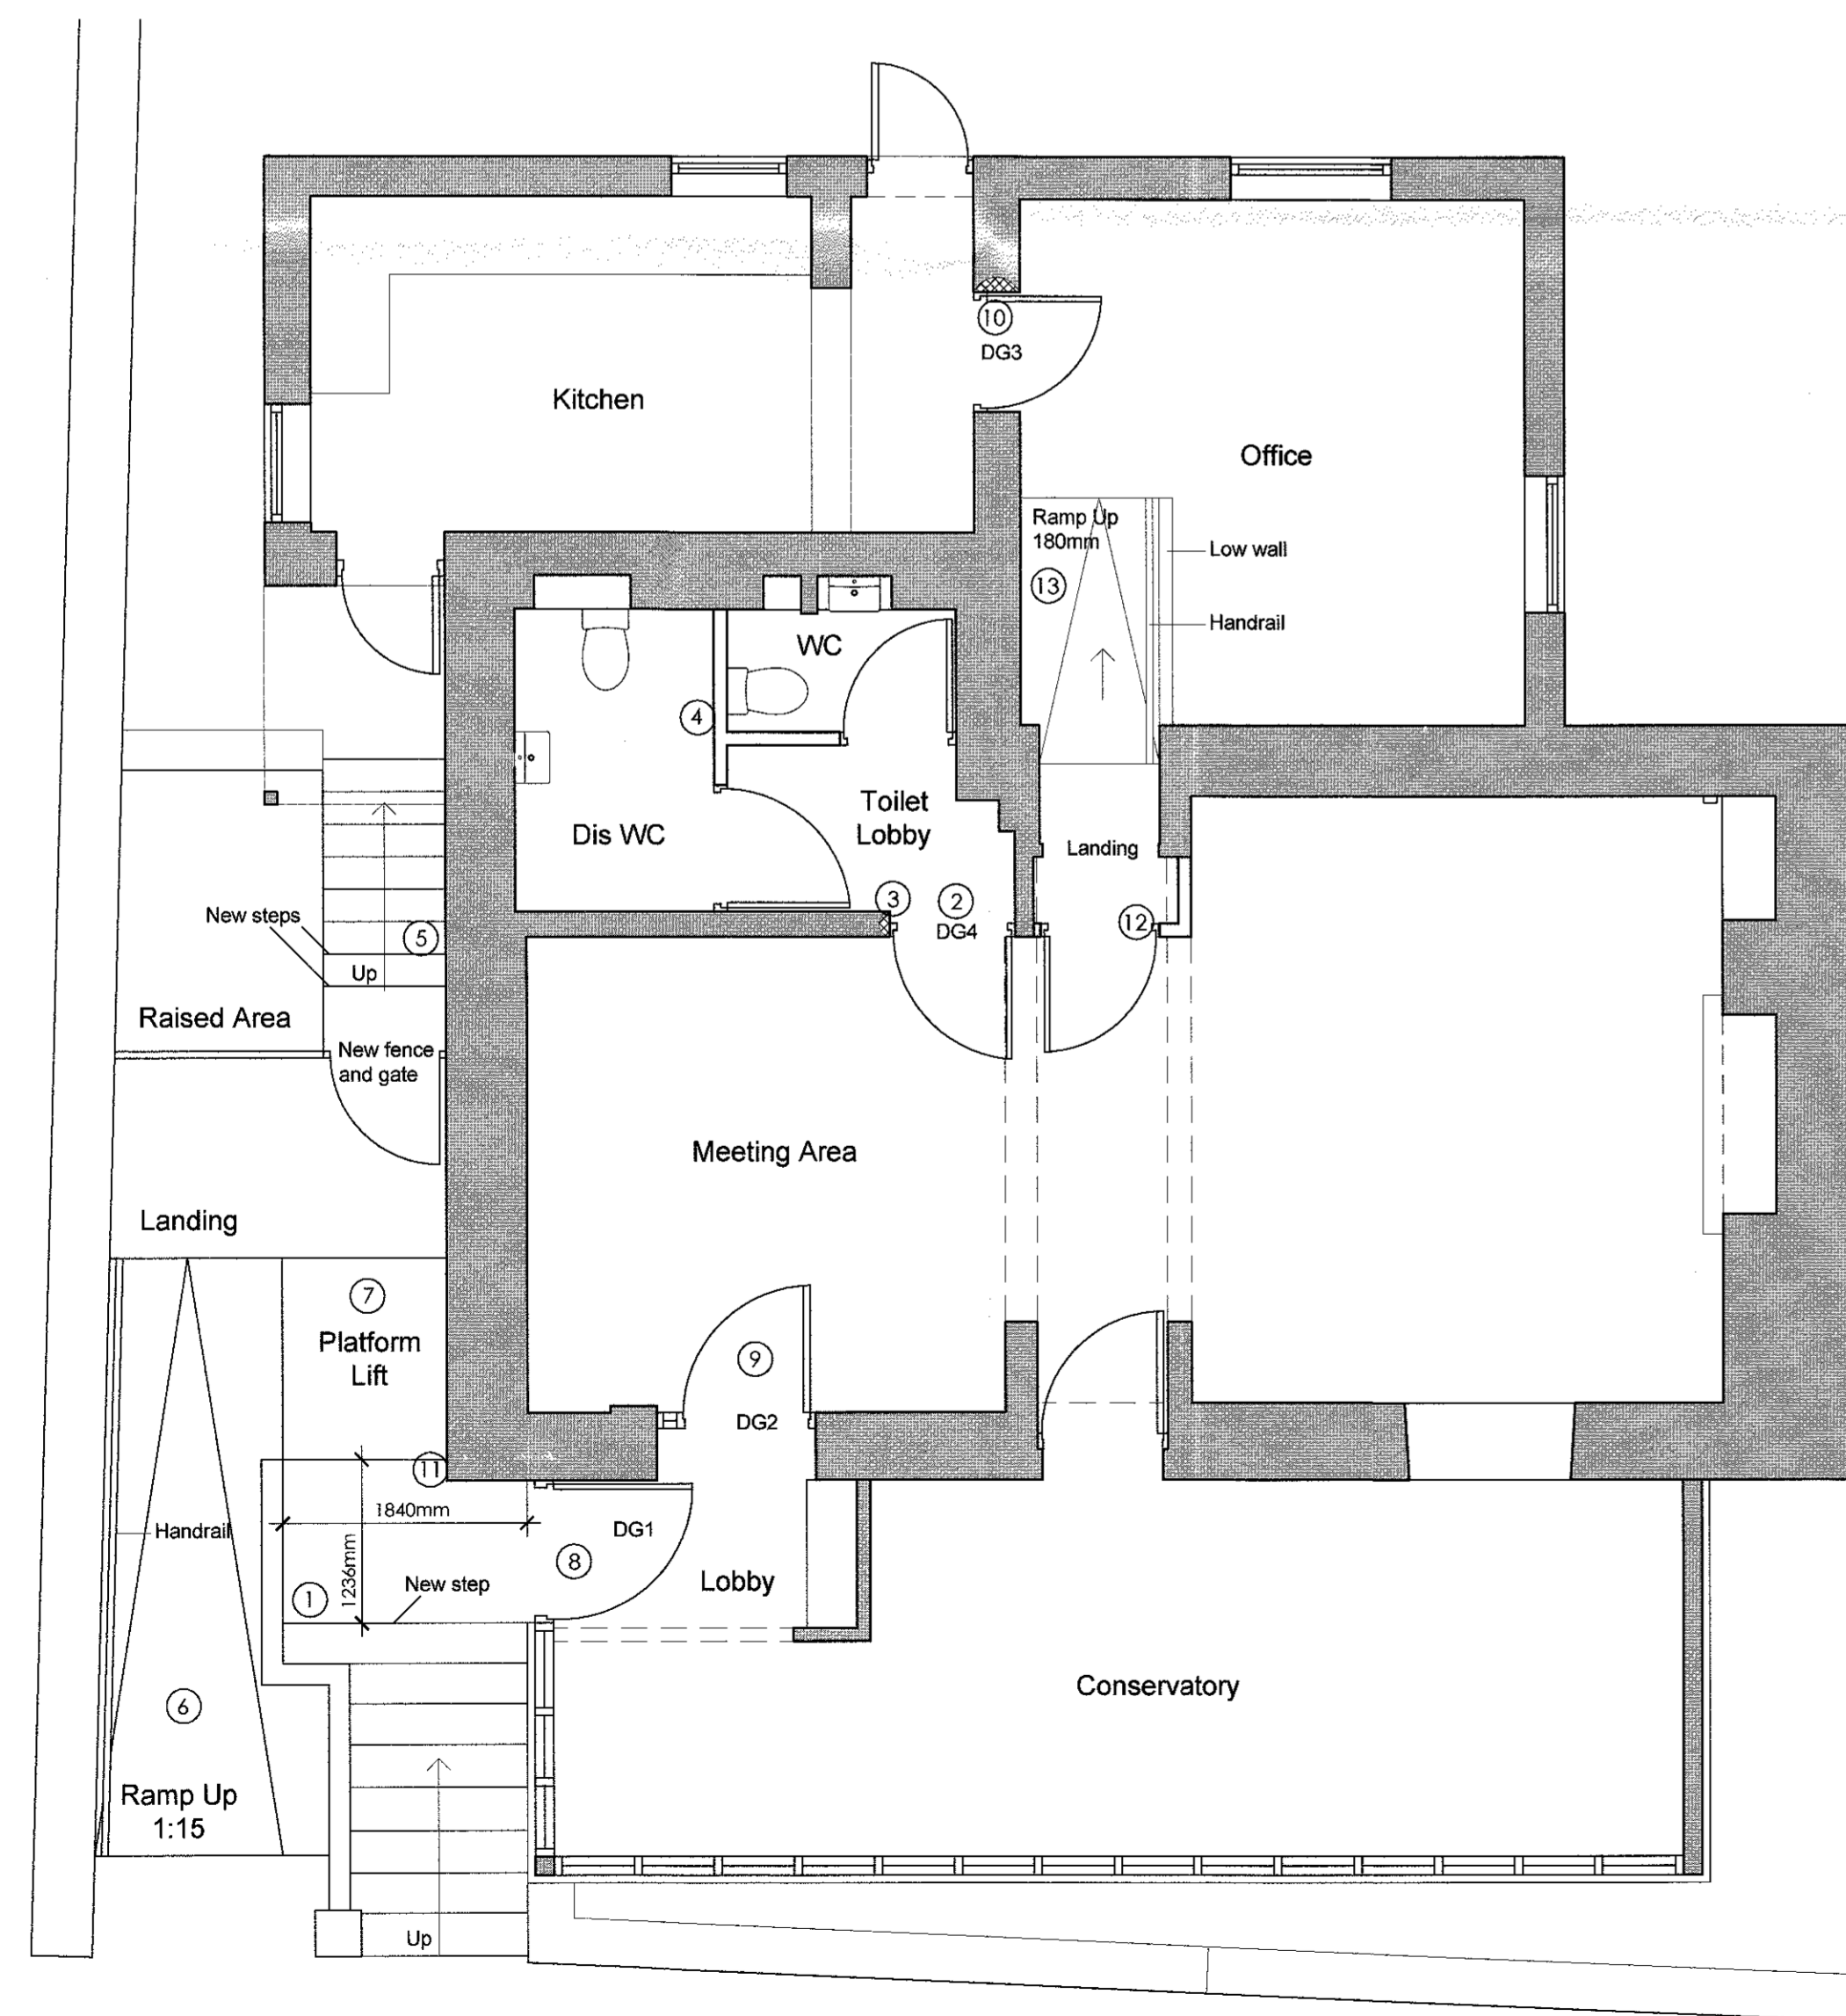 10
DG3
Kitchen
Office
Ramp Up
180mm
Low wall
13
Handrail
WC
4
Toilet
Lobby
Dis WC
Landing
3
2
DG4
12
New steps
5
Up
Raised Area
New fence
and gate
Meeting Area
Landing
7
Platform
Lift
9
DG2
11
1840mm
Handrail
DG1
8
1236mm
Lobby
New step
1
Conservatory
6
Ramp Up
1:15
Up